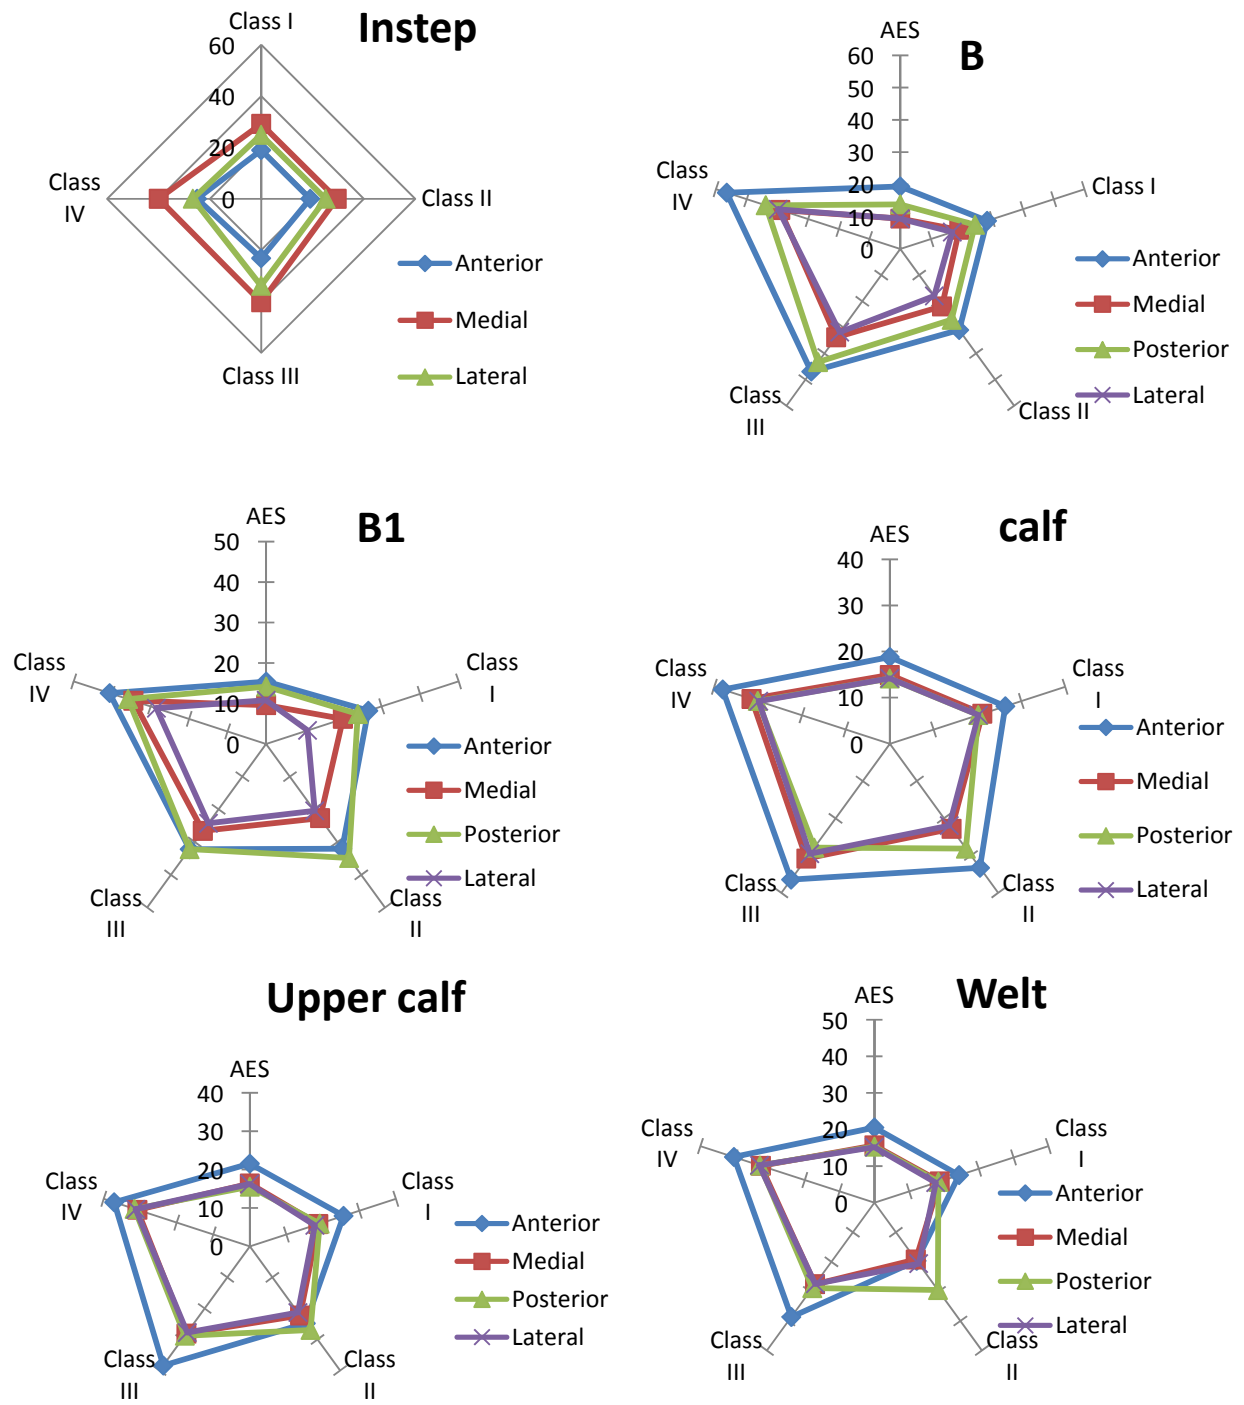 Instep
Class I
60
40
20
0
Class
IV
Class II
Class III
Anterior
Medial
Lateral
B
AES
60
50
40
30
20
10
0
Class
IV
Class I
Class
III
Class II
Anterior
Medial
Posterior
Lateral
B1
AES
50
40
30
20
10
0
Class
IV
Class
I
Class
III
Class
II
Anterior
Medial
Posterior
Lateral
calf
AES
40
30
20
10
0
Class
IV
Class
I
Class
III
Class
II
Anterior
Medial
Posterior
Lateral
Upper calf
AES
40
30
20
10
0
Class
IV
Class
I
Class
III
Class
II
Anterior
Medial
Posterior
Lateral
Welt
AES
50
40
30
20
10
0
Class
IV
Class
I
Class
III
Class
II
Anterior
Medial
Posterior
Lateral